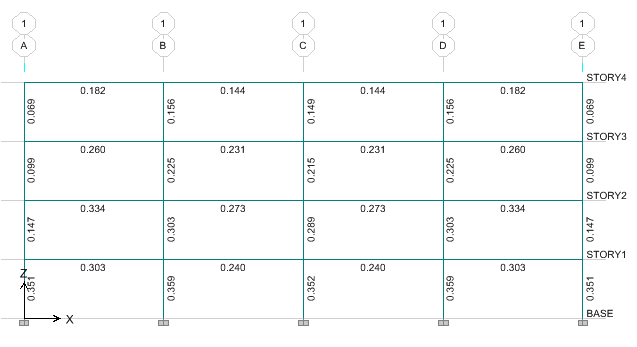 1 1 1 1 1
A B C D E
STORY4
0.182 0.144 0.144 0.182
0.069 0.156 0.149 0.156 0.069
STORY3
0.260 0.231 0.231 0.260
0.099 0.225 0.215 0.225 0.099
STORY2
0.334 0.273 0.273 0.334
0.147 0.303 0.289 0.303 0.147
STORY1
0.303 0.240 0.240 0.303
Z
0.351 0.359 0.352 0.359 0.351
BASE
X